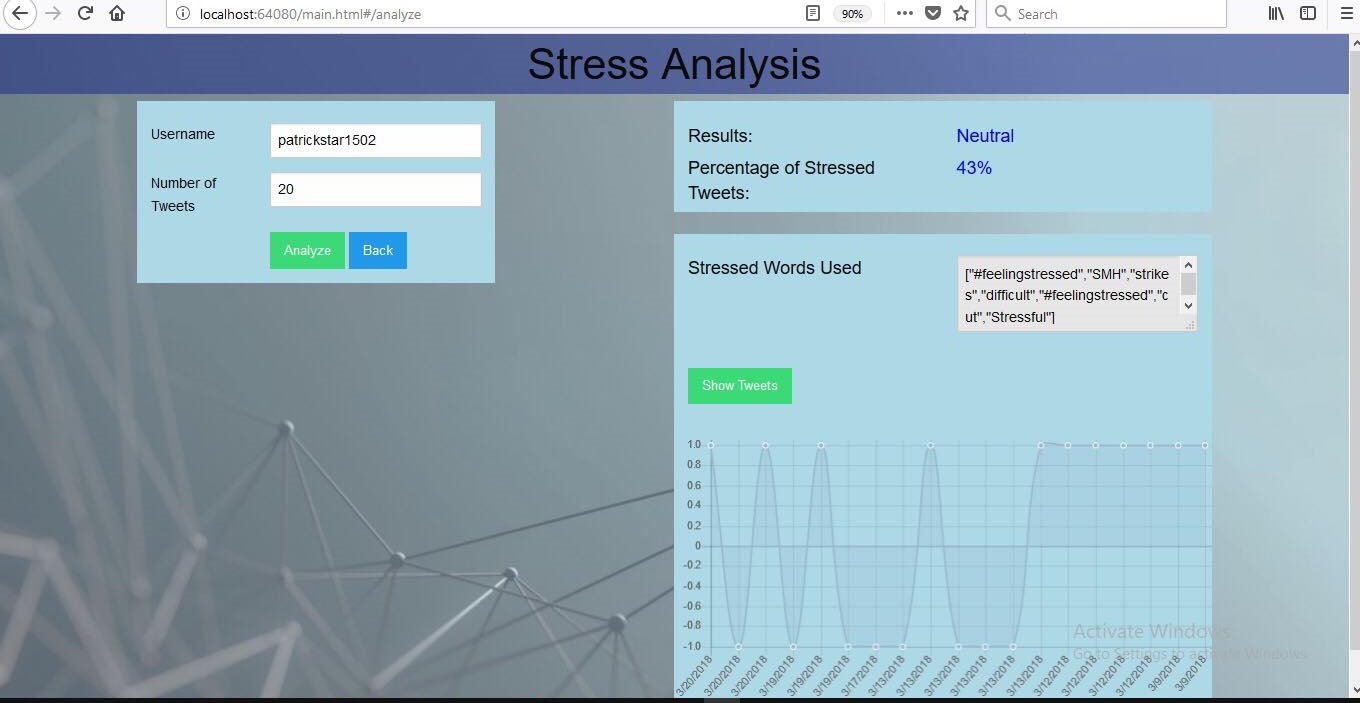 localhost:64080/main.html#/analyze
90%
Search
Stress Analysis
Username
patrickstar1502
Number of
Tweets
20
Analyze
Back
Results:
Neutral
Percentage of Stressed
Tweets:
43%
Stressed Words Used
["#feelingstressed","SMH","strike
s","difficult","#feelingstressed","c
ut","Stressful"]
Show Tweets
1.0
0.8
0.6
0.4
0.2
0
-0.2
-0.4
-0.6
-0.8
-1.0
3/20/2018
3/20/2018
3/20/2018
3/19/2018
3/19/2018
3/19/2018
3/17/2018
3/13/2018
3/13/2018
3/13/2018
3/13/2018
3/13/2018
3/13/2018
3/12/2018
3/12/2018
3/12/2018
3/12/2018
3/9/2018
3/9/2018
Activate Windows
Go to Settings to activate Windows.